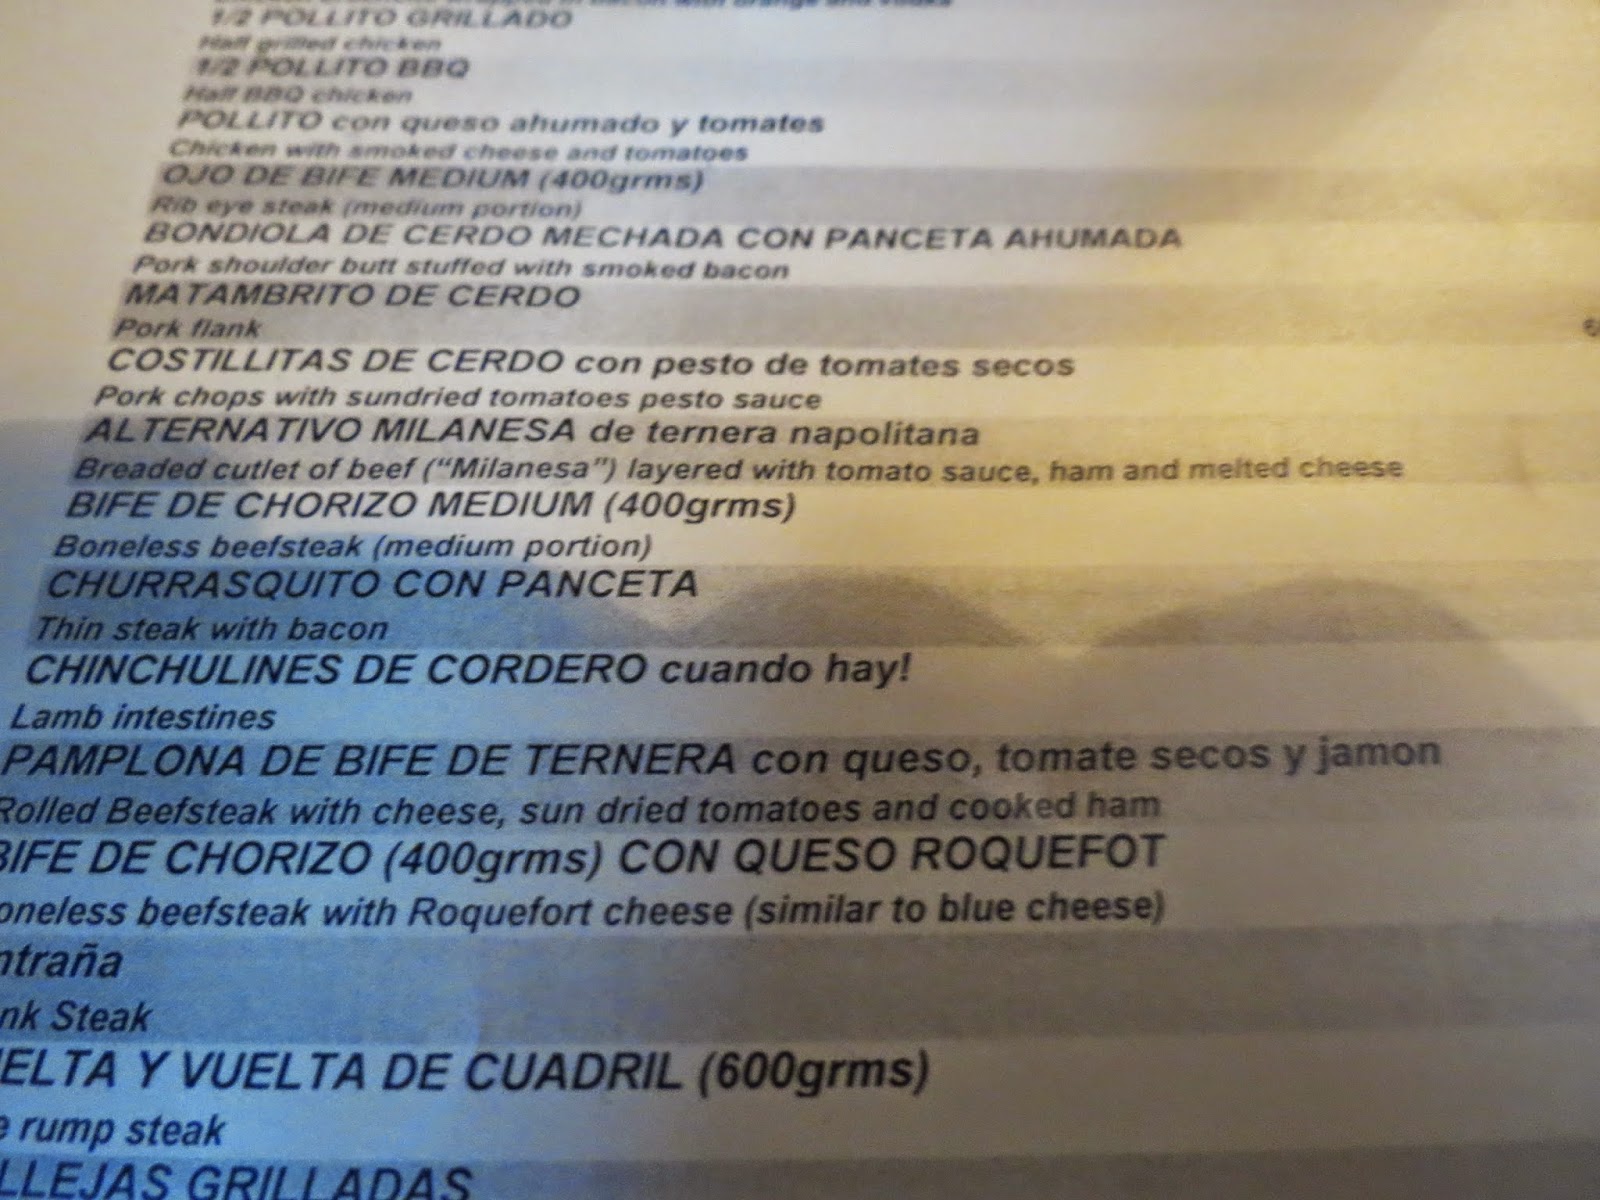 wrapped in bacon with orange and vodka
1/2 POLLITO GRILLADO
Half grilled chicken
1/2 POLLITO BBQ
Half BBQ chicken
POLLITO con queso ahumado y tomates
Chicken with smoked cheese and tomatoes
OJO DE BIFE MEDIUM (400grms)
Rib eye steak (medium portion)
BONDIOLA DE CERDO MECHADA CON PANCETA AHUMADA
Pork shoulder butt stuffed with smoked bacon
MATAMBRITO DE CERDO
Pork flank
COSTILLITAS DE CERDO con pesto de tomates secos
Pork chops with sundried tomatoes pesto sauce
ALTERNATIVO MILANESA de ternera napolitana
Breaded cutlet of beef (“Milanesa”) layered with tomato sauce, ham and melted cheese
BIFE DE CHORIZO MEDIUM (400grms)
Boneless beefsteak (medium portion)
CHURRASQUITO CON PANCETA
Thin steak with bacon
CHINCHULINES DE CORDERO cuando hay!
Lamb intestines
PAMPLONA DE BIFE DE TERNERA con queso, tomate secos y jamon
Rolled Beefsteak with cheese, sun dried tomatoes and cooked ham
BIFE DE CHORIZO (400grms) CON QUESO ROQUEFOT
oneless beefsteak with Roquefort cheese (similar to blue cheese)
ntraña
nk Steak
ELTA Y VUELTA DE CUADRIL (600grms)
e rump steak
LLEJAS GRILLADAS